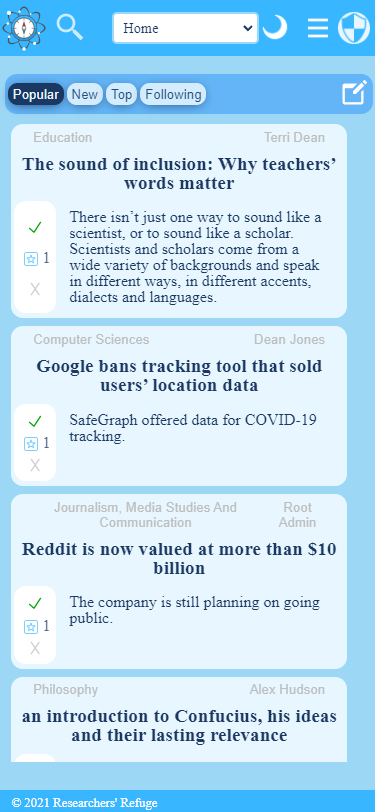 Home
Popular New Top Following
Education Terri Dean
The sound of inclusion: Why teachers’
words matter
There isn’t just one way to sound like a
scientist, or to sound like a scholar.
Scientists and scholars come from a
wide variety of backgrounds and speak
in different ways, in different accents,
dialects and languages.
1
X
Computer Sciences Dean Jones
Google bans tracking tool that sold
users’ location data
SafeGraph offered data for COVID-19
tracking.
1
X
Journalism, Media Studies And
Communication
Root
Admin
Reddit is now valued at more than $10
billion
The company is still planning on going
public.
1
X
Philosophy Alex Hudson
an introduction to Confucius, his ideas
and their lasting relevance
© 2021 Researchers' Refuge